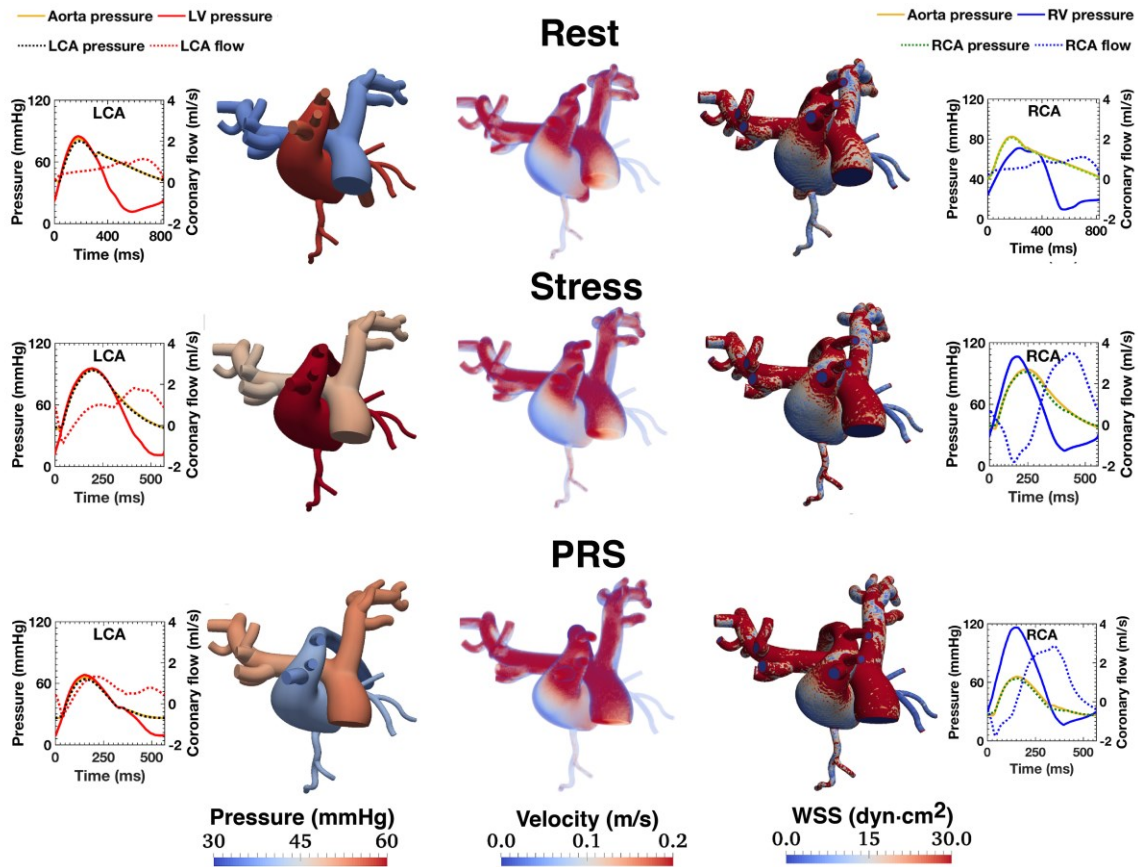 Aorta pressure LV pressure
LCA pressure LCA flow
Rest
Aorta pressure RV pressure
RCA pressure RCA flow
LCA
Pressure (mmHg)
120
60
0
Coronary flow (ml/s)
4
2
0
-2
0 400 800
Time (ms)
RCA
Pressure (mmHg)
120
80
40
0
Coronary flow (ml/s)
4
3
2
1
0
-1
-2
0 400 800
Time (ms)
Stress
LCA
Pressure (mmHg)
120
60
0
Coronary flow (ml/s)
4
2
0
-2
0 250 500
Time (ms)
RCA
Pressure (mmHg)
120
60
0
Coronary flow (ml/s)
4
2
0
-2
0 250 500
Time (ms)
PRS
LCA
Pressure (mmHg)
120
60
0
Coronary flow (ml/s)
4
2
0
-2
0 250 500
Time (ms)
RCA
Pressure (mmHg)
120
60
0
Coronary flow (ml/s)
4
2
0
-2
0 250 500
Time (ms)
Pressure (mmHg)
30 45 60
Velocity (m/s)
0.0 0.1 0.2
WSS (dyn·cm²)
0.0 15 30.0